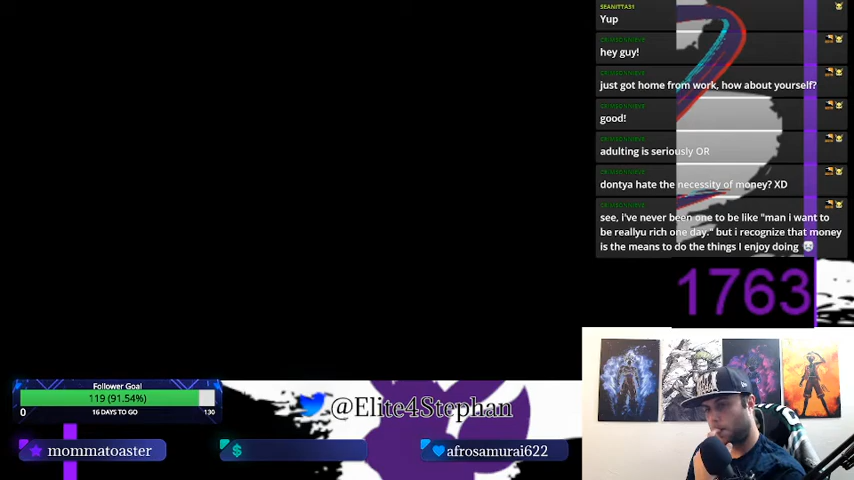 SEANITTA31
Yup
hey guy!
just got home from work, how about yourself?
good!
adulting is seriously OR
dontya hate the necessity of money? XD
see, i've never been one to be like "man i want to
be reallyu rich one day." but i recognize that money
is the means to do the things I enjoy doing
1763
Follower Goal
119 (91.54%)
0 16 DAYS TO GO 130
@Elite4Stephan
mommatoaster
$
afrosamurai622